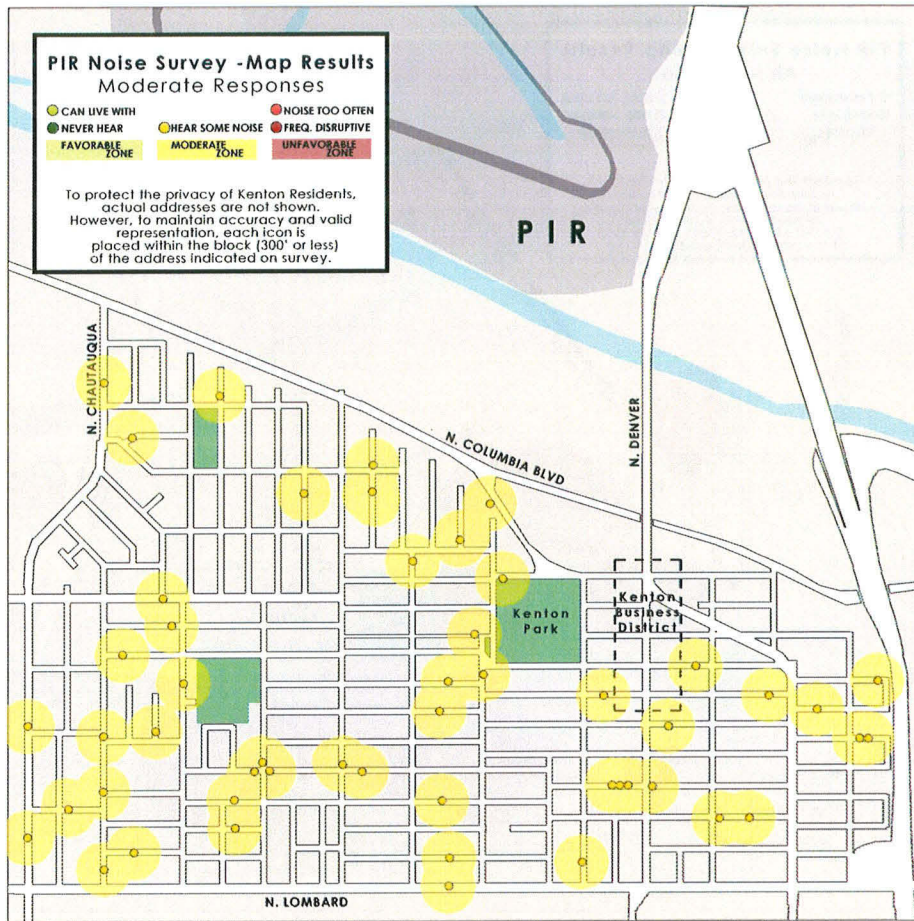 PIR Noise Survey -Map Results
Moderate Responses
CAN LIVE WITH
NOISE TOO OFTEN
NEVER HEAR
HEAR SOME NOISE
FREQ. DISRUPTIVE
FAVORABLE ZONE
MODERATE ZONE
UNFAVORABLE ZONE
To protect the privacy of Kenton Residents,
actual addresses are not shown.
However, to maintain accuracy and valid
representation, each icon is
placed within the block (300' or less)
of the address indicated on survey.
PIR
N. CHAUTAUQUA
N. COLUMBIA BLVD
N. DENVER
Kenton
Park
Kenton
Business
District
N. LOMBARD